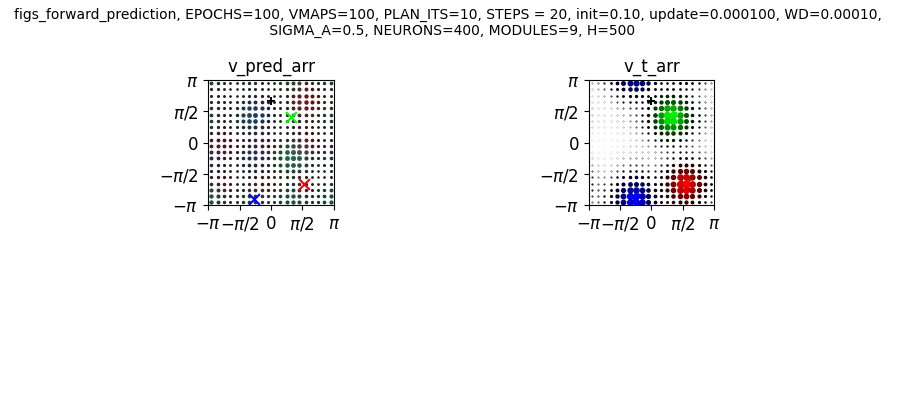 figs_forward_prediction, EPOCHS=100, VMAPS=100, PLAN_ITS=10, STEPS = 20, init=0.10, update=0.000100, WD=0.00010,
SIGMA_A=0.5, NEURONS=400, MODULES=9, H=500
v_pred_arr
π
π/2
0
−π/2
−π
−π −π/2 0 π/2 π
v_t_arr
π
π/2
0
−π/2
−π
−π −π/2 0 π/2 π